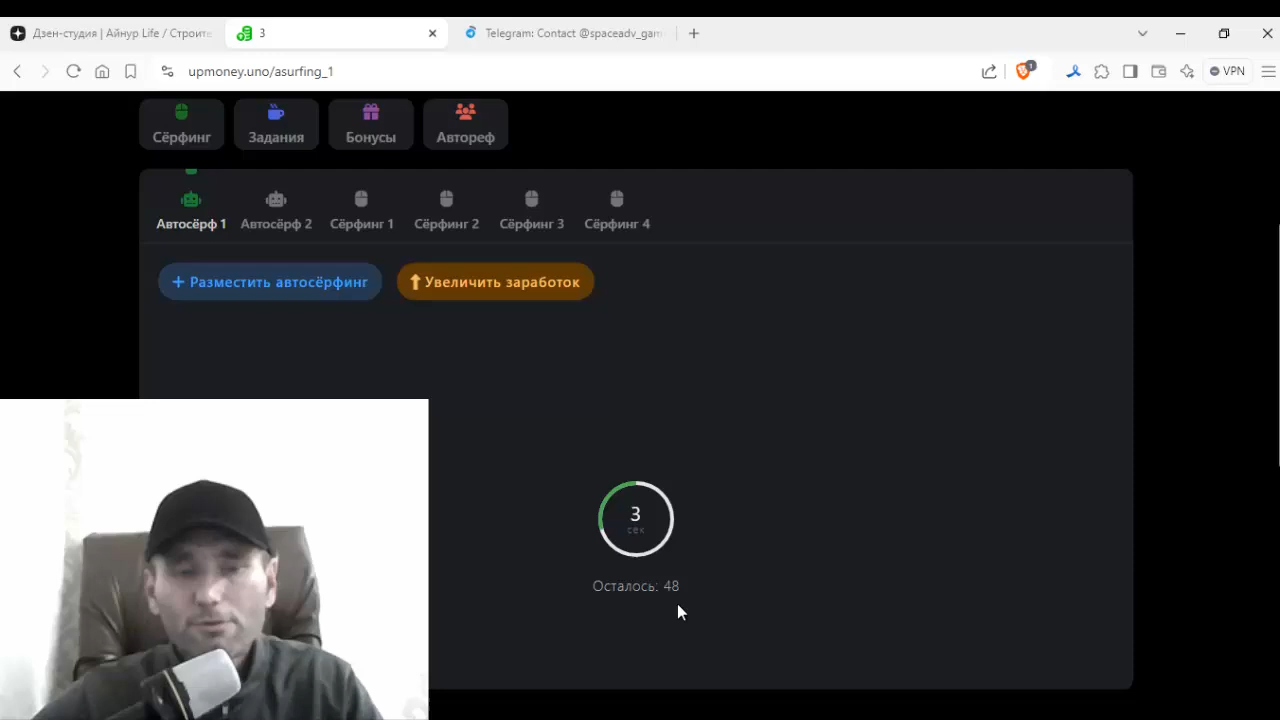 Дзен-студия | Айнур Life / Строите
3
Telegram: Contact @spaceadv_gam
upmoney.uno/asurfing_1
1
VPN
Сёрфинг
Задания
Бонусы
Автореф
Автосёрф 1
Автосёрф 2
Сёрфинг 1
Сёрфинг 2
Сёрфинг 3
Сёрфинг 4
+ Разместить автосёрфинг
Увеличить заработок
3
сек
Осталось: 48